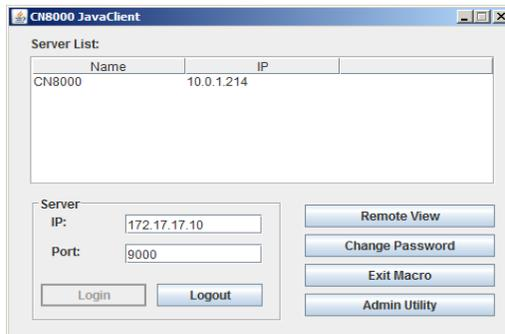 CN8000 JavaClient
Server List:
Name IP
CN8000 10.0.1.214
Server
IP: 172.17.17.10
Port: 9000
Login Logout
Remote View
Change Password
Exit Macro
Admin Utility